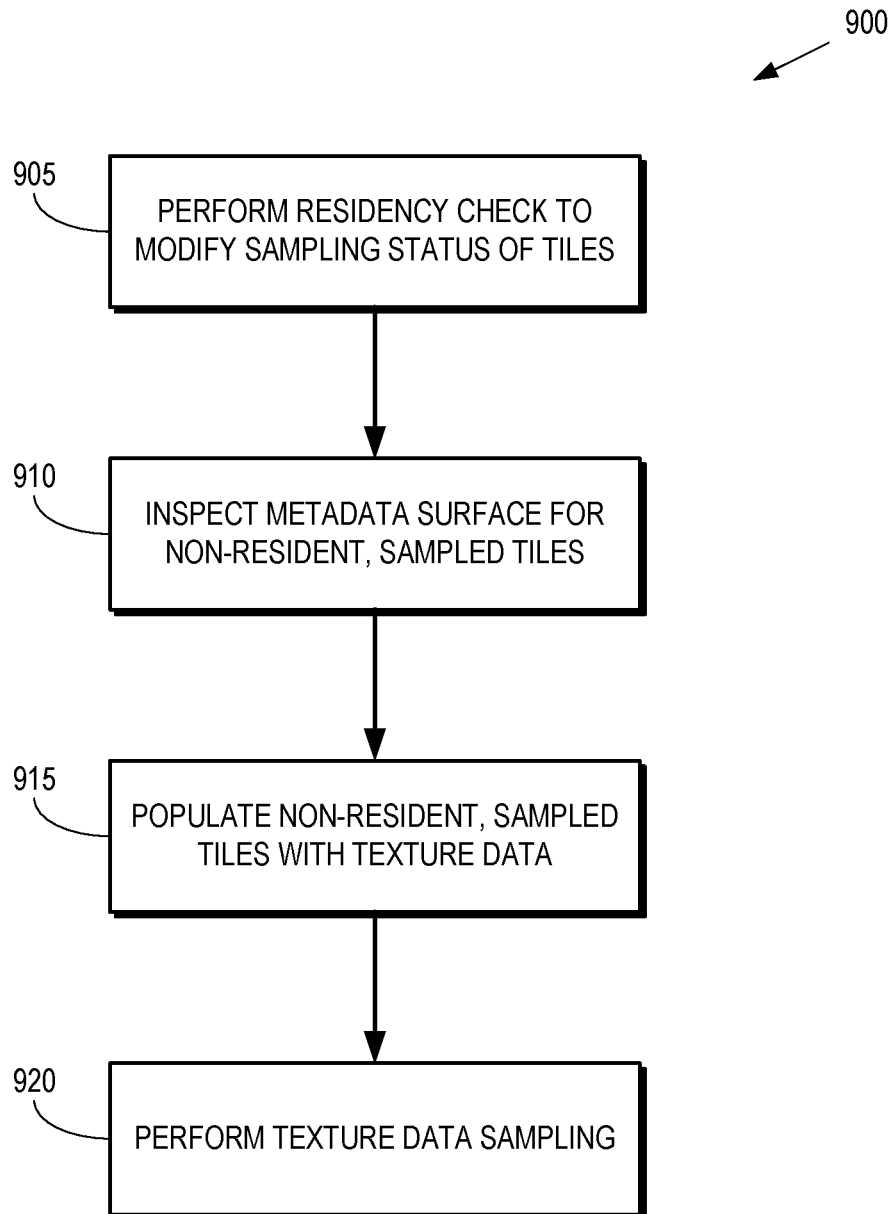 900
905
PERFORM RESIDENCY CHECK TO
MODIFY SAMPLING STATUS OF TILES
910
INSPECT METADATA SURFACE FOR
NON-RESIDENT, SAMPLED TILES
915
POPULATE NON-RESIDENT, SAMPLED
TILES WITH TEXTURE DATA
920
PERFORM TEXTURE DATA SAMPLING